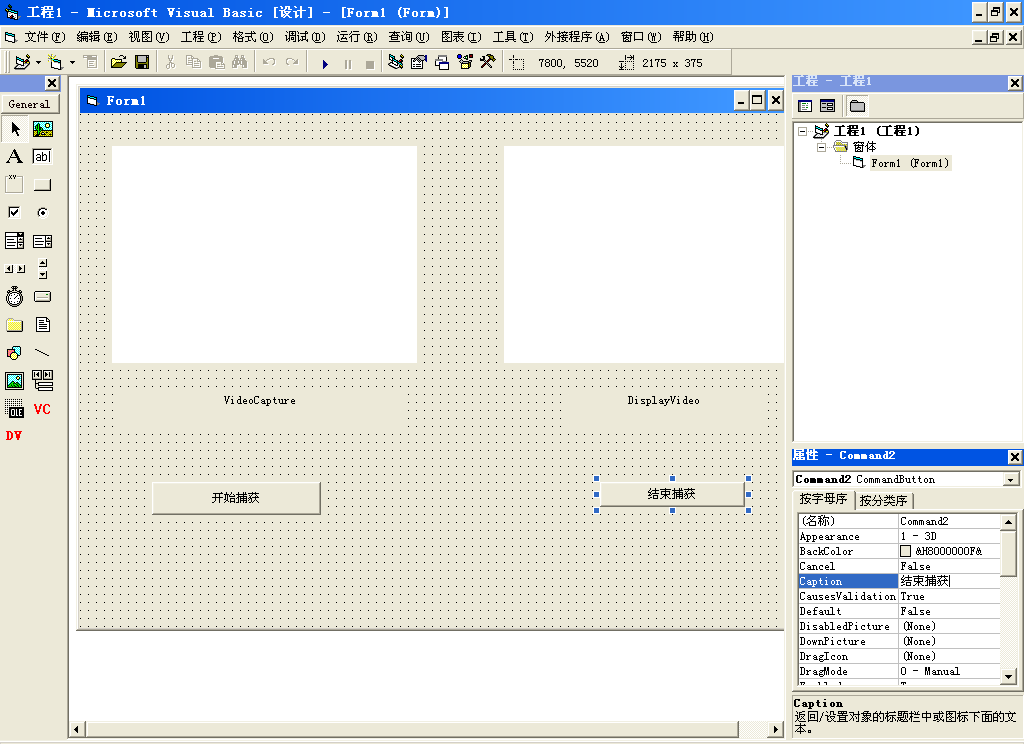 工程1 - Microsoft Visual Basic [设计] - [Form1 (Form)]
文件(F) 编辑(E) 视图(V) 工程(P) 格式(O) 调试(D) 运行(R) 查询(U) 图表(I) 工具(T) 外接程序(A) 窗口(W) 帮助(H)
7800, 5520 2175 x 375
General
A ab|
xy
OLE VC
DV
Form1
VideoCapture DisplayVideo
开始捕获 结束捕获
工程 - 工程1
工程1 (工程1)
窗体
Form1 (Form1)
属性 - Command2
Command2 CommandButton
按字母序 按分类序
(名称) Command2
Appearance 1 - 3D
BackColor &H8000000F&
Cancel False
Caption 结束捕获
CausesValidation True
Default False
DisabledPicture (None)
DownPicture (None)
DragIcon (None)
DragMode 0 - Manual
Caption
返回/设置对象的标题栏中或图标下面的文
本。